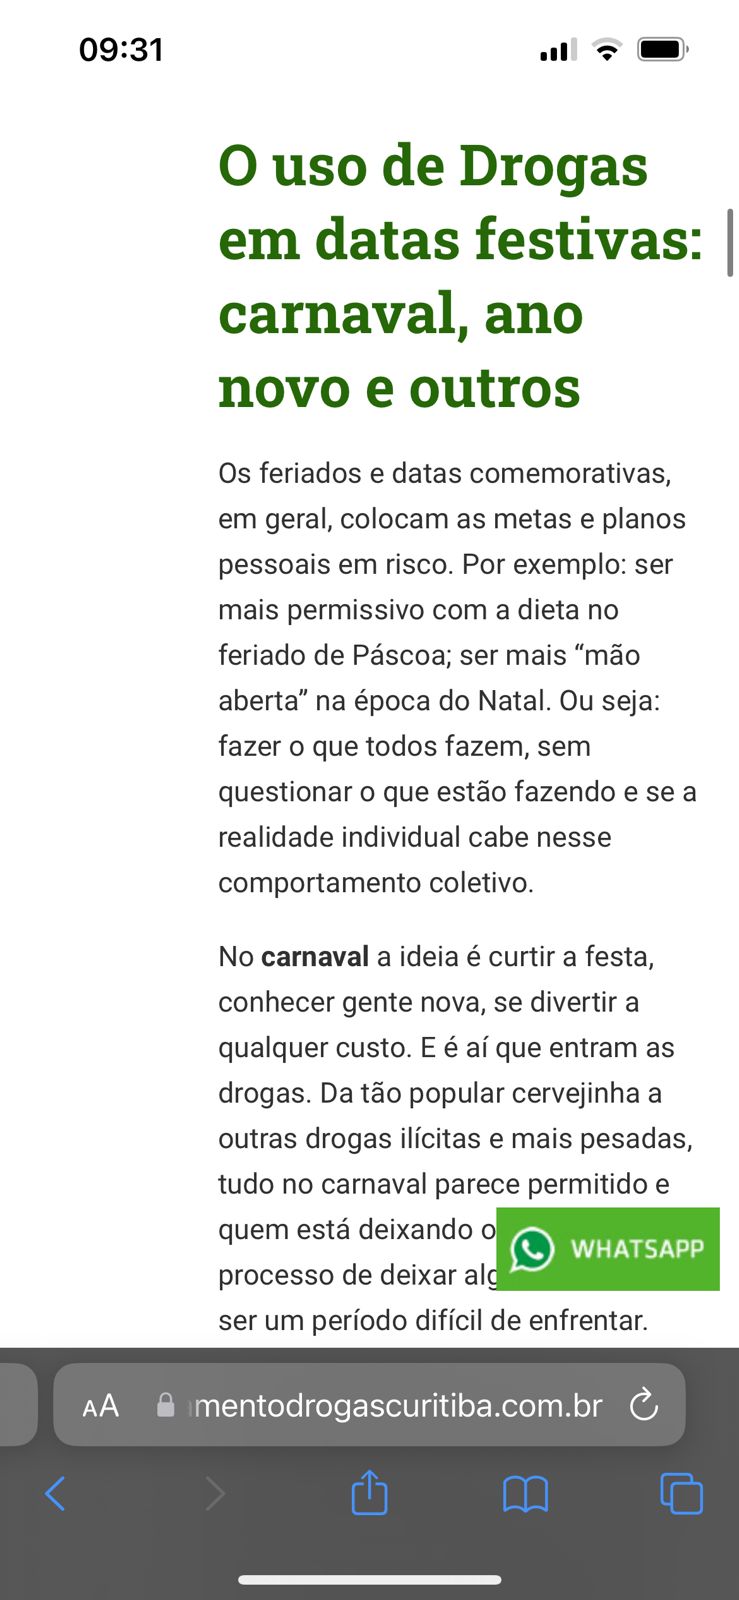 09:31
O uso de Drogas
em datas festivas:
carnaval, ano
novo e outros
Os feriados e datas comemorativas,
em geral, colocam as metas e planos
pessoais em risco. Por exemplo: ser
mais permissivo com a dieta no
feriado de Páscoa; ser mais “mão
aberta” na época do Natal. Ou seja:
fazer o que todos fazem, sem
questionar o que estão fazendo e se a
realidade individual cabe nesse
comportamento coletivo.
No carnaval a ideia é curtir a festa,
conhecer gente nova, se divertir a
qualquer custo. E é aí que entram as
drogas. Da tão popular cervejinha a
outras drogas ilícitas e mais pesadas,
tudo no carnaval parece permitido e
quem está deixando o
WHATSAPP
processo de deixar
ser um período difícil de enfrentar.
AA mentodrogascuritiba.com.br